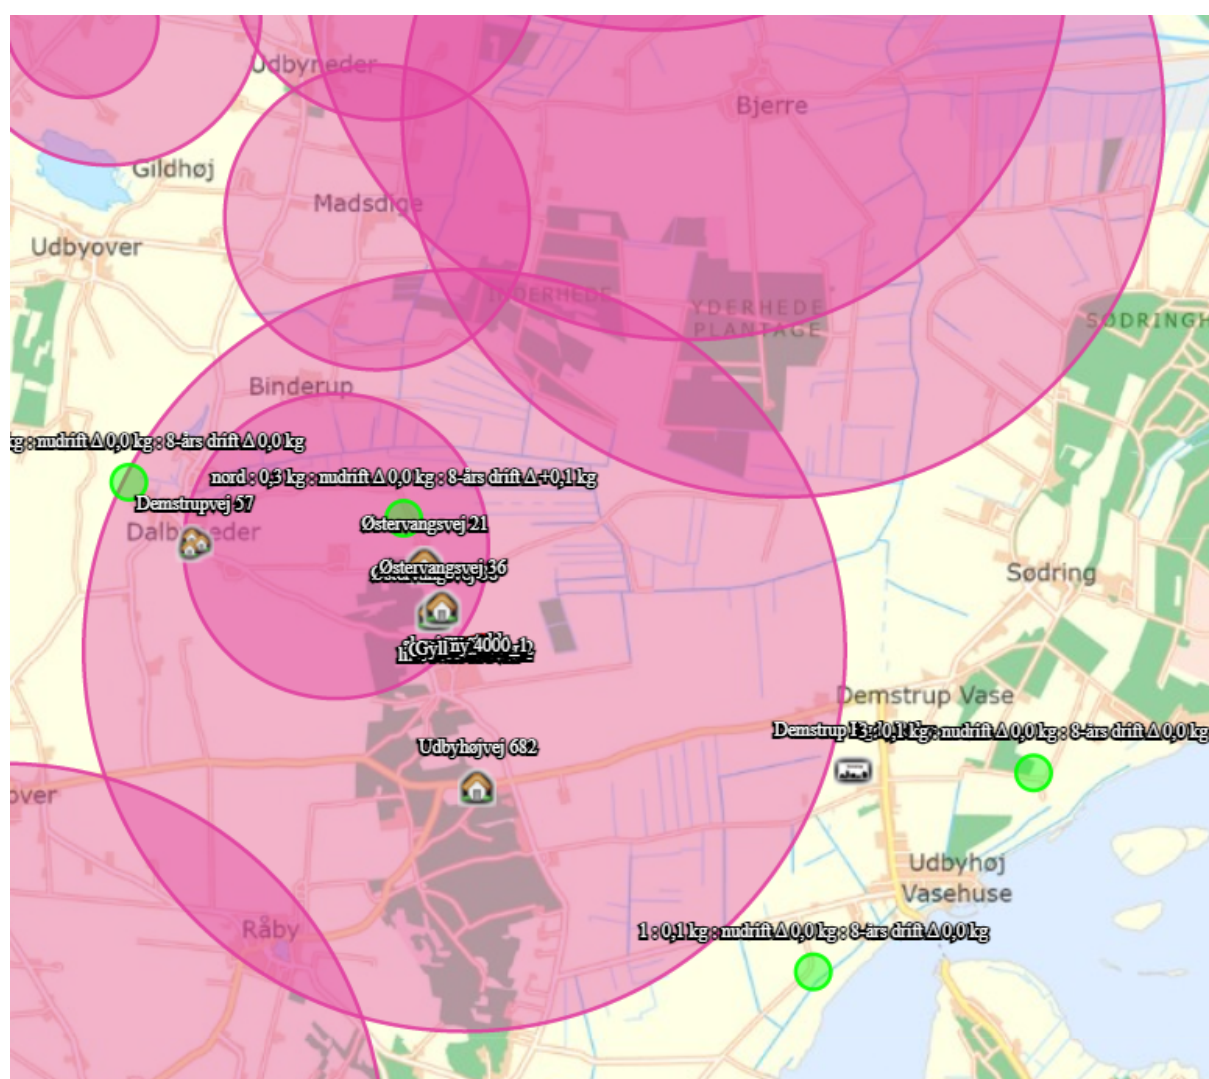 Udbyneder
Bjerre
Gildhøj
Madsdige
Udbyover
INDERHEDE
YDERHEDE
PLANTAGE
SØDRINGH
Binderup
kg : nudrift Δ 0,0 kg : 8-års drift Δ 0,0 kg
nord : 0,3 kg : nudrift Δ 0,0 kg : 8-års drift Δ +0,1 kg
Demstrupvej 57
Østervangsvej 21
Østervangsvej 36
Sødring
(Gyll ny_4000_1
Demstrup Vase
Demstrup
0,1 kg : nudrift Δ 0,0 kg : 8-års drift Δ 0,0 kg
Udbyhøjvej 682
over
Udbyhøj
Vasehuse
Råby
1 : 0,1 kg : nudrift Δ 0,0 kg : 8-års drift Δ 0,0 kg